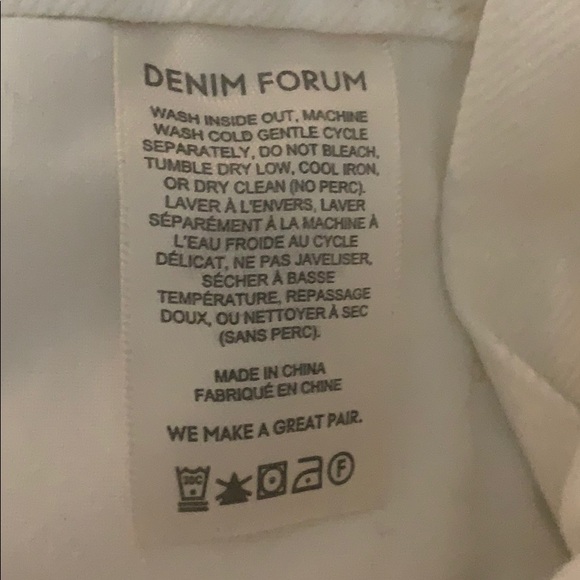 DENIM FORUM
WASH INSIDE OUT, MACHINE
WASH COLD GENTLE CYCLE
SEPARATELY, DO NOT BLEACH,
TUMBLE DRY LOW, COOL IRON,
OR DRY CLEAN (NO PERC).
LAVER À L'ENVERS, LAVER
SÉPARÉMENT À LA MACHINE À
L'EAU FROIDE AU CYCLE
DÉLICAT, NE PAS JAVELISER,
SÉCHER À BASSE
TEMPÉRATURE, REPASSAGE
DOUX, OU NETTOYER À SEC
(SANS PERC).
MADE IN CHINA
FABRIQUÉ EN CHINE
WE MAKE A GREAT PAIR.
30C F